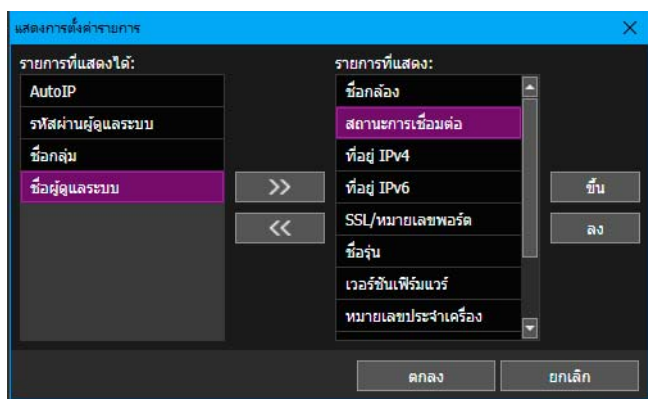 แสดงการตั้งค่ารายการ
รายการที่แสดงได้:
AutoIP
รหัสผ่านผู้ดูแลระบบ
ชื่อกลุ่ม
ชื่อผู้ดูแลระบบ
>>
<<
รายการที่แสดง:
ชื่อกล้อง
สถานะการเชื่อมต่อ
ที่อยู่ IPv4
ที่อยู่ IPv6
SSL/หมายเลขพอร์ต
ชื่อรุ่น
เวอร์ชันเฟิร์มแวร์
หมายเลขประจำเครื่อง
ขึ้น
ลง
ตกลง
ยกเลิก